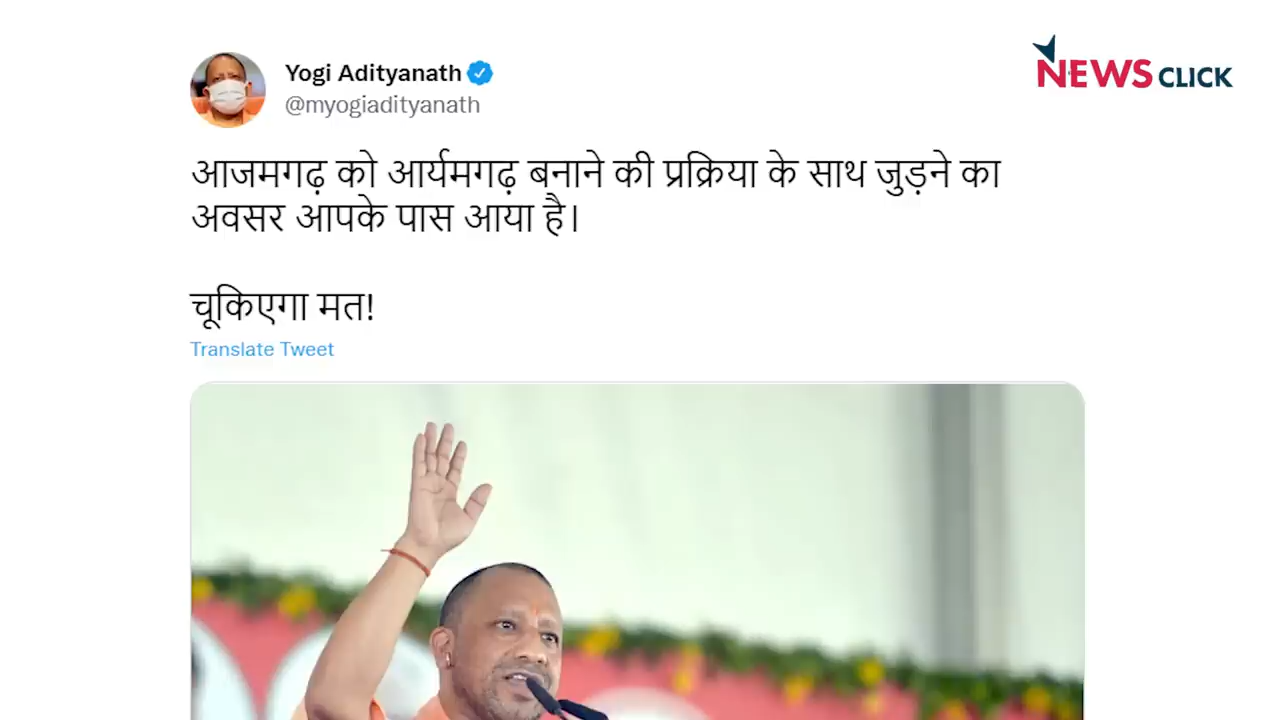 Yogi Adityanath
NEWS CLICK
@myogiadityanath
आजमगढ़ को आर्यमगढ़ बनाने की प्रक्रिया के साथ जुड़ने का
अवसर आपके पास आया है।
चूकिएगा मत!
Translate Tweet